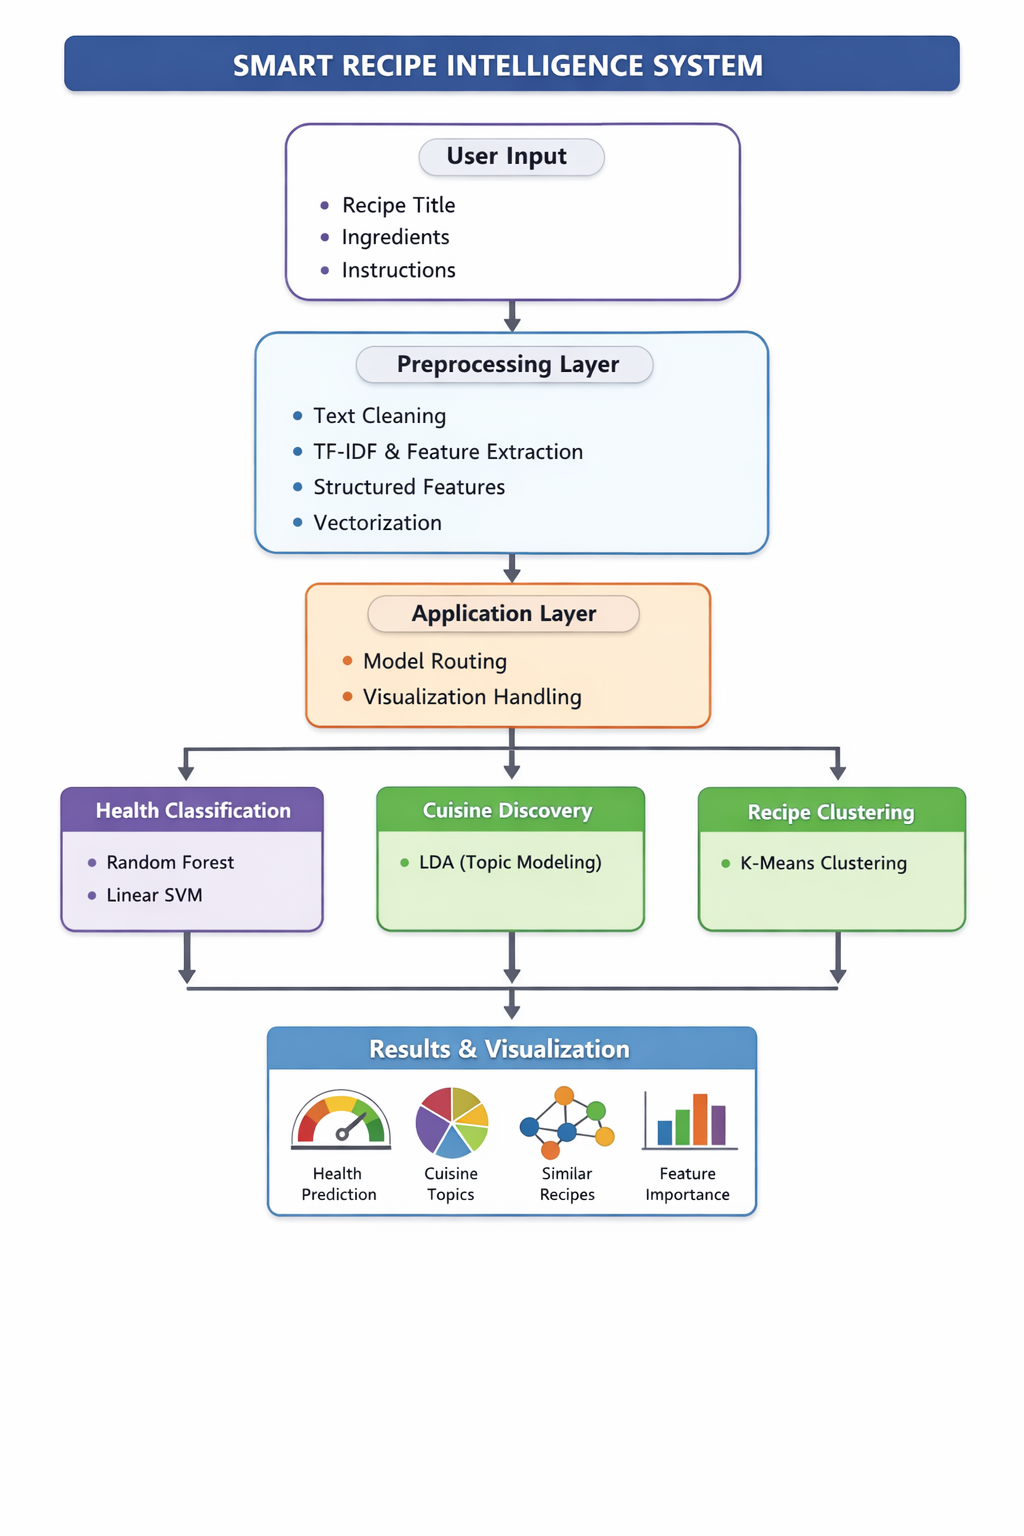 SMART RECIPE INTELLIGENCE SYSTEM
User Input
Recipe Title
Ingredients
Instructions
Preprocessing Layer
Text Cleaning
TF-IDF & Feature Extraction
Structured Features
Vectorization
Application Layer
Model Routing
Visualization Handling
Health Classification
Random Forest
Linear SVM
Cuisine Discovery
LDA (Topic Modeling)
Recipe Clustering
K-Means Clustering
Results & Visualization
Health
Prediction
Cuisine
Topics
Similar
Recipes
Feature
Importance